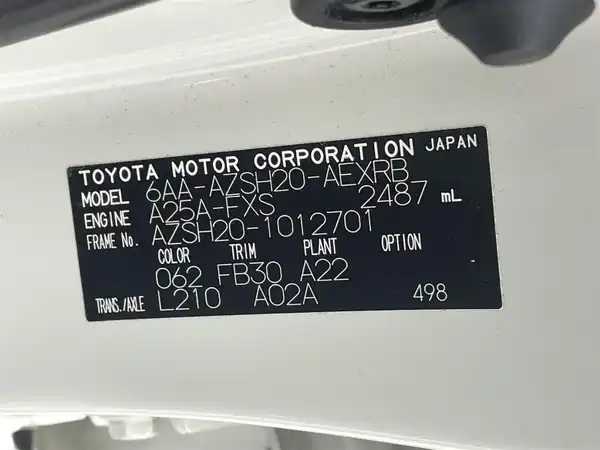 TOYOTA MOTOR CORPORATION JAPAN
MODEL 6AA-AZSH20-AEXRB
ENGINE A25A-FXS 2487 mL
FRAME No. AZSH20-1012701
COLOR TRIM PLANT OPTION
062 FB30 A22
TRANS./AXLE L210 A02A 498